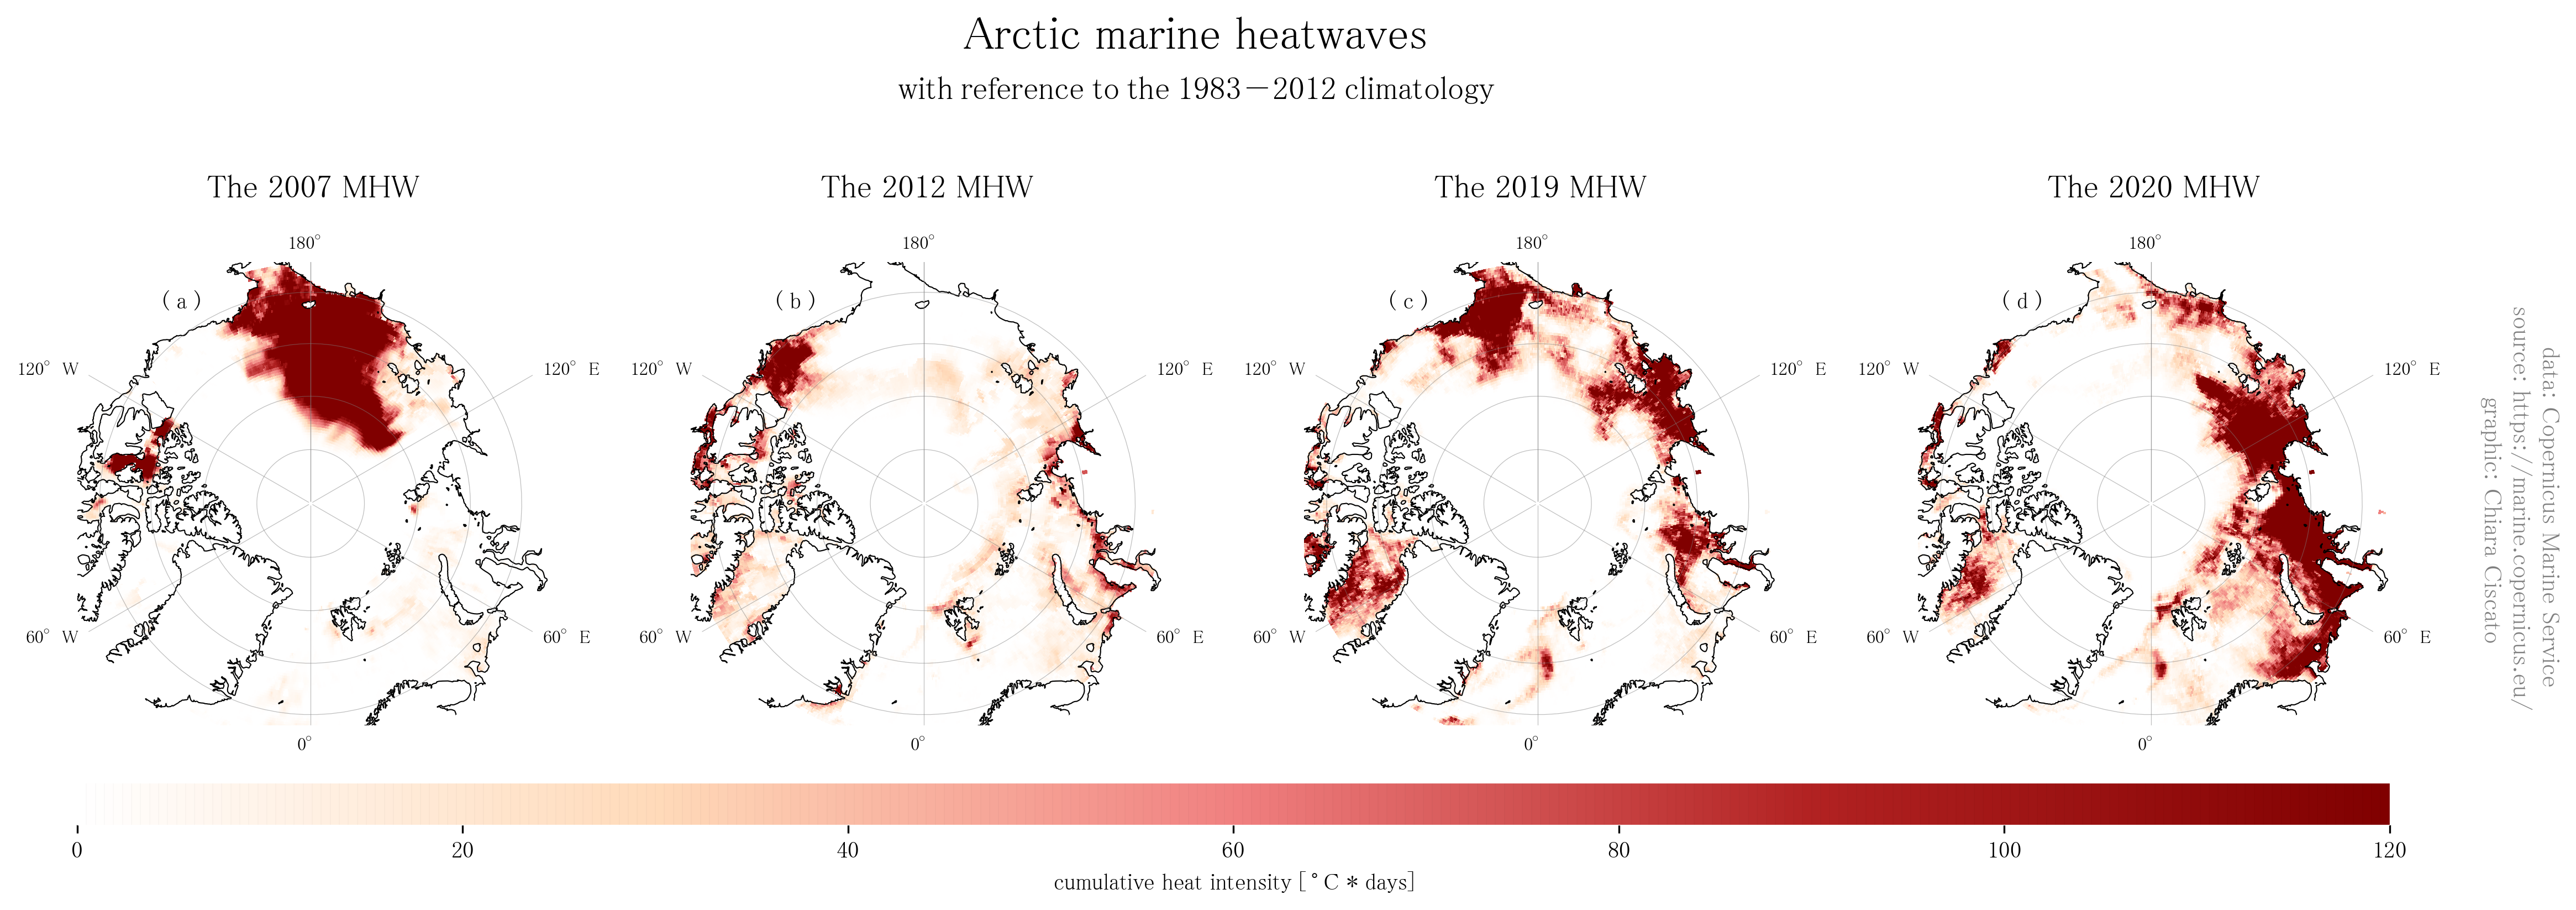 Arctic marine heatwaves
with reference to the 1983−2012 climatology
The 2007 MHW
The 2012 MHW
The 2019 MHW
The 2020 MHW
180°
180°
180°
180°
(a)
(b)
(c)
(d)
120° W
120° E
120° W
120° E
120° W
120° E
120° W
120° E
60° W
60° E
60° W
60° E
60° W
60° E
60° W
60° E
0°
0°
0°
0°
data: Copernicus Marine Service
source: https://marine.copernicus.eu/
graphic: Chiara Ciscato
0
20
40
60
80
100
120
cumulative heat intensity [°C * days]